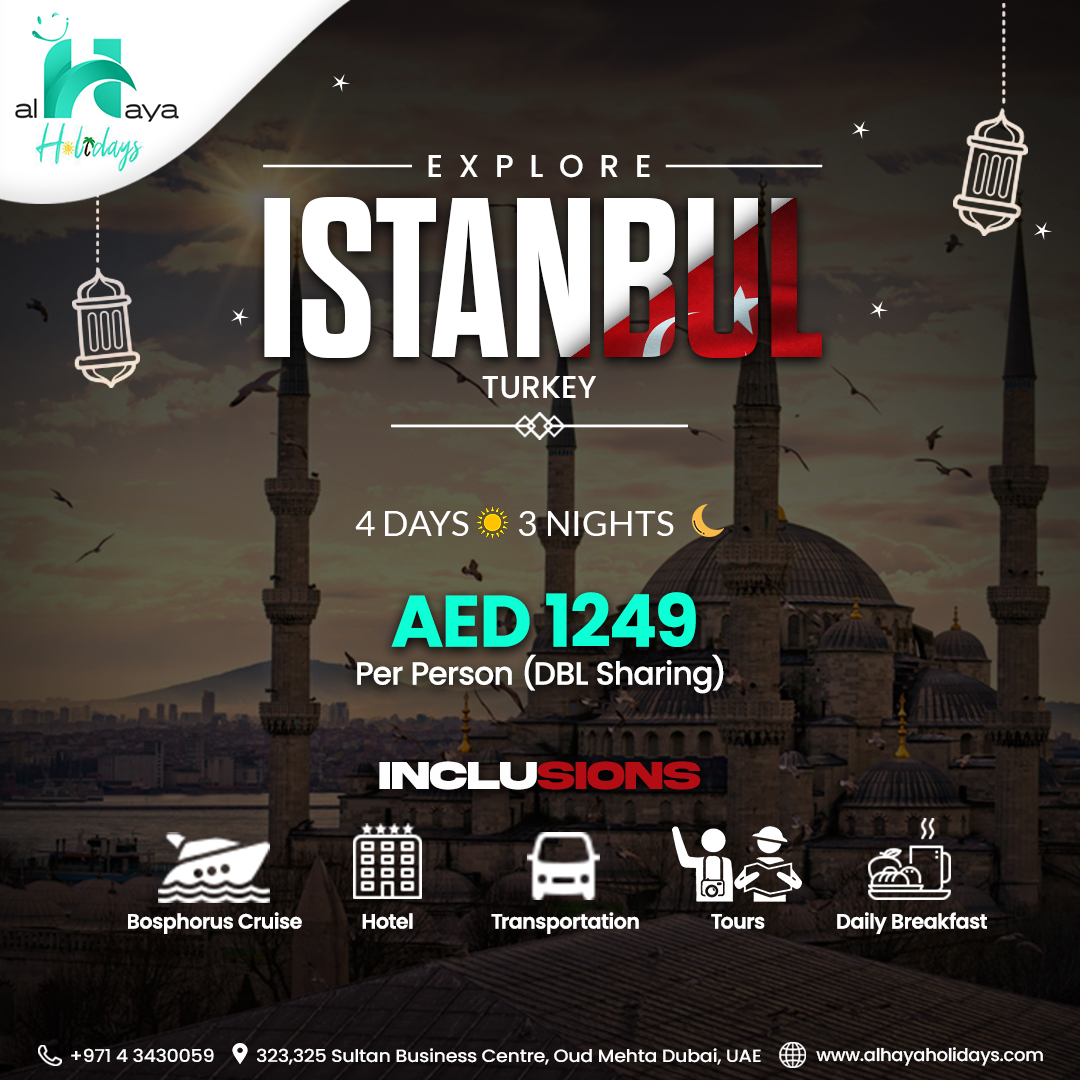 al Haya
Holidays
EXPLORE
ISTANBUL
TURKEY
4 DAYS 3 NIGHTS
AED 1249
Per Person (DBL Sharing)
INCLUSIONS
Bosphorus Cruise Hotel Transportation Tours Daily Breakfast
+971 4 3430059 323,325 Sultan Business Centre, Oud Mehta Dubai, UAE www.alhayaholidays.com